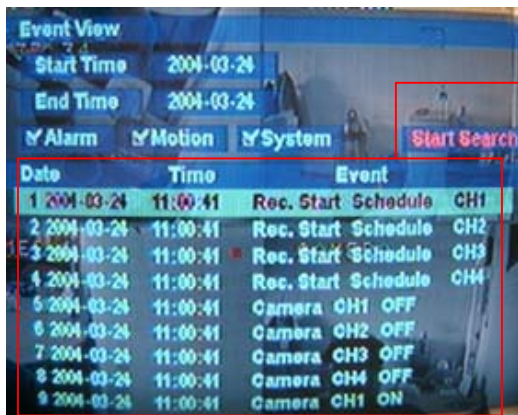 Event View
Start Time 2004-03-24
End Time 2004-03-24
Alarm Motion System Start Search
Date Time Event
1 2004-03-24 11:00:41 Rec. Start Schedule CH1
2 2004-03-24 11:00:41 Rec. Start Schedule CH2
3 2004-03-24 11:00:41 Rec. Start Schedule CH3
4 2004-03-24 11:00:41 Rec. Start Schedule CH4
5 2004-03-24 11:00:41 Camera CH1 OFF
6 2004-03-24 11:00:41 Camera CH2 OFF
7 2004-03-24 11:00:41 Camera CH3 OFF
8 2004-03-24 11:00:41 Camera CH4 OFF
9 2004-03-24 11:00:41 Camera CH1 ON